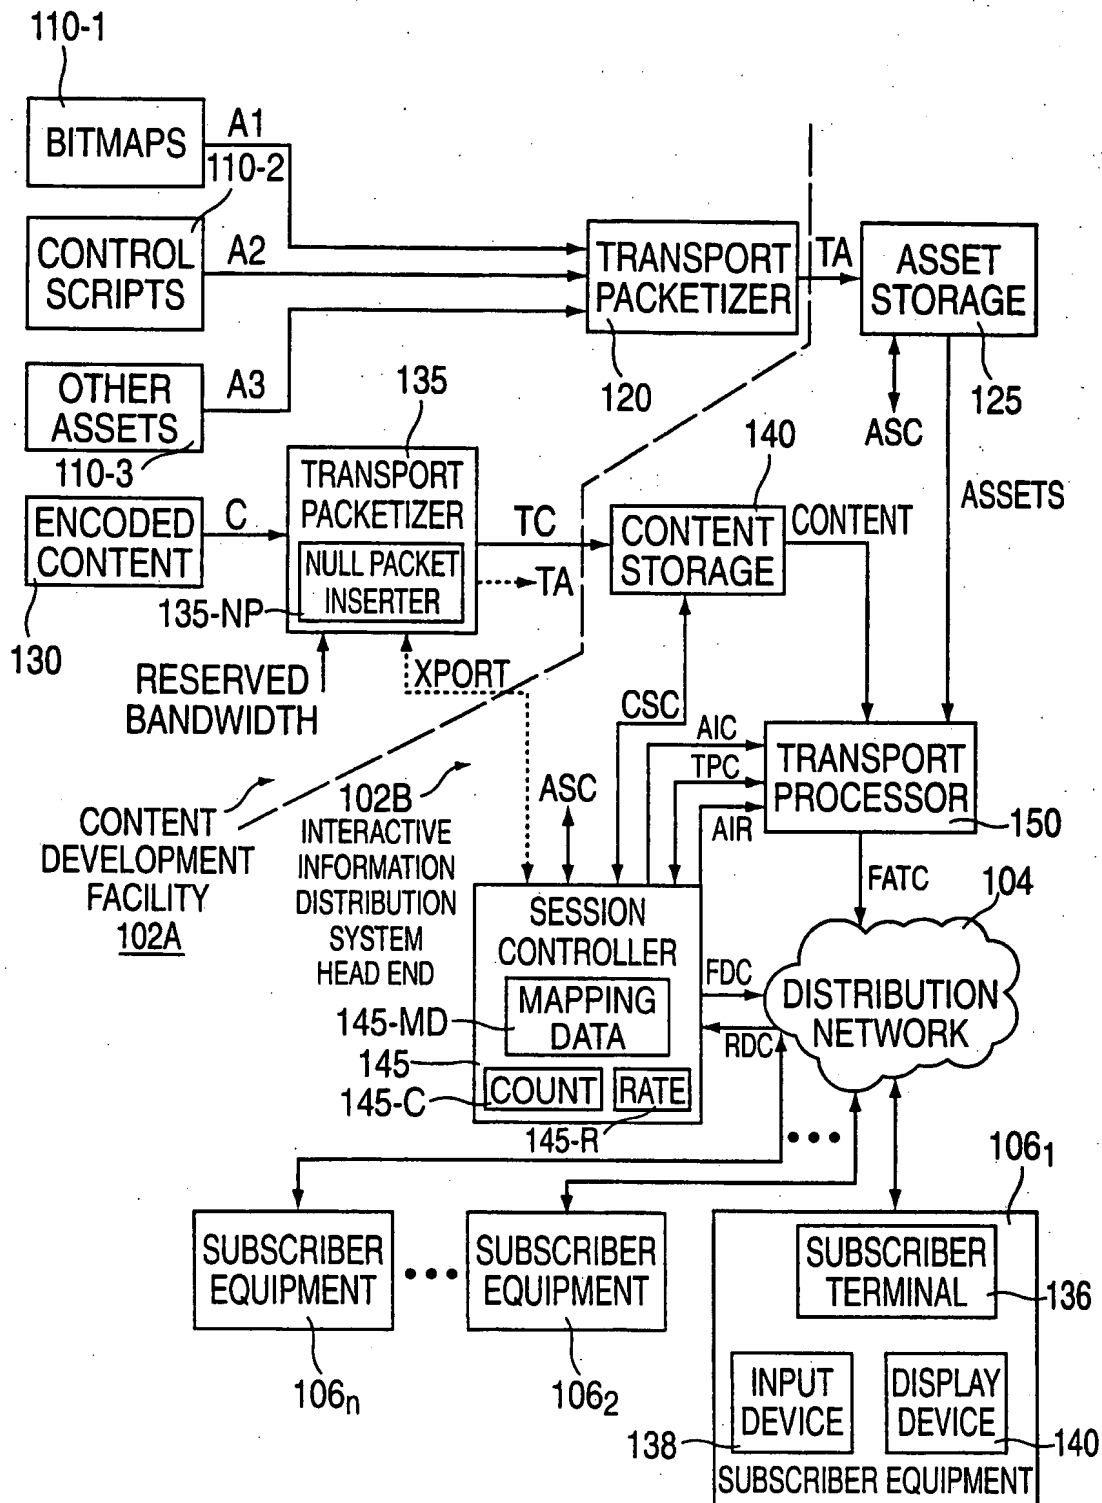 110-1
BITMAPS
A1
110-2
CONTROL
SCRIPTS
A2
TRANSPORT
PACKETIZER
120
TA
ASSET
STORAGE
125
ASC
ASSETS
OTHER
ASSETS
A3
110-3
135
TRANSPORT
PACKETIZER
NULL PACKET
INSERTER
135-NP
ENCODED
CONTENT
C
130
TC
TA
140
CONTENT
STORAGE
CONTENT
RESERVED
BANDWIDTH
XPORT
CSC
AIC
TPC
AIR
TRANSPORT
PROCESSOR
150
CONTENT
DEVELOPMENT
FACILITY
102A
102B
INTERACTIVE
INFORMATION
DISTRIBUTION
SYSTEM
HEAD END
ASC
FATC
104
SESSION
CONTROLLER
MAPPING
DATA
145-MD
145
COUNT
145-C
RATE
145-R
FDC
RDC
DISTRIBUTION
NETWORK
SUBSCRIBER
EQUIPMENT
106n
SUBSCRIBER
EQUIPMENT
1062
1061
SUBSCRIBER
TERMINAL
136
INPUT
DEVICE
138
DISPLAY
DEVICE
140
SUBSCRIBER EQUIPMENT